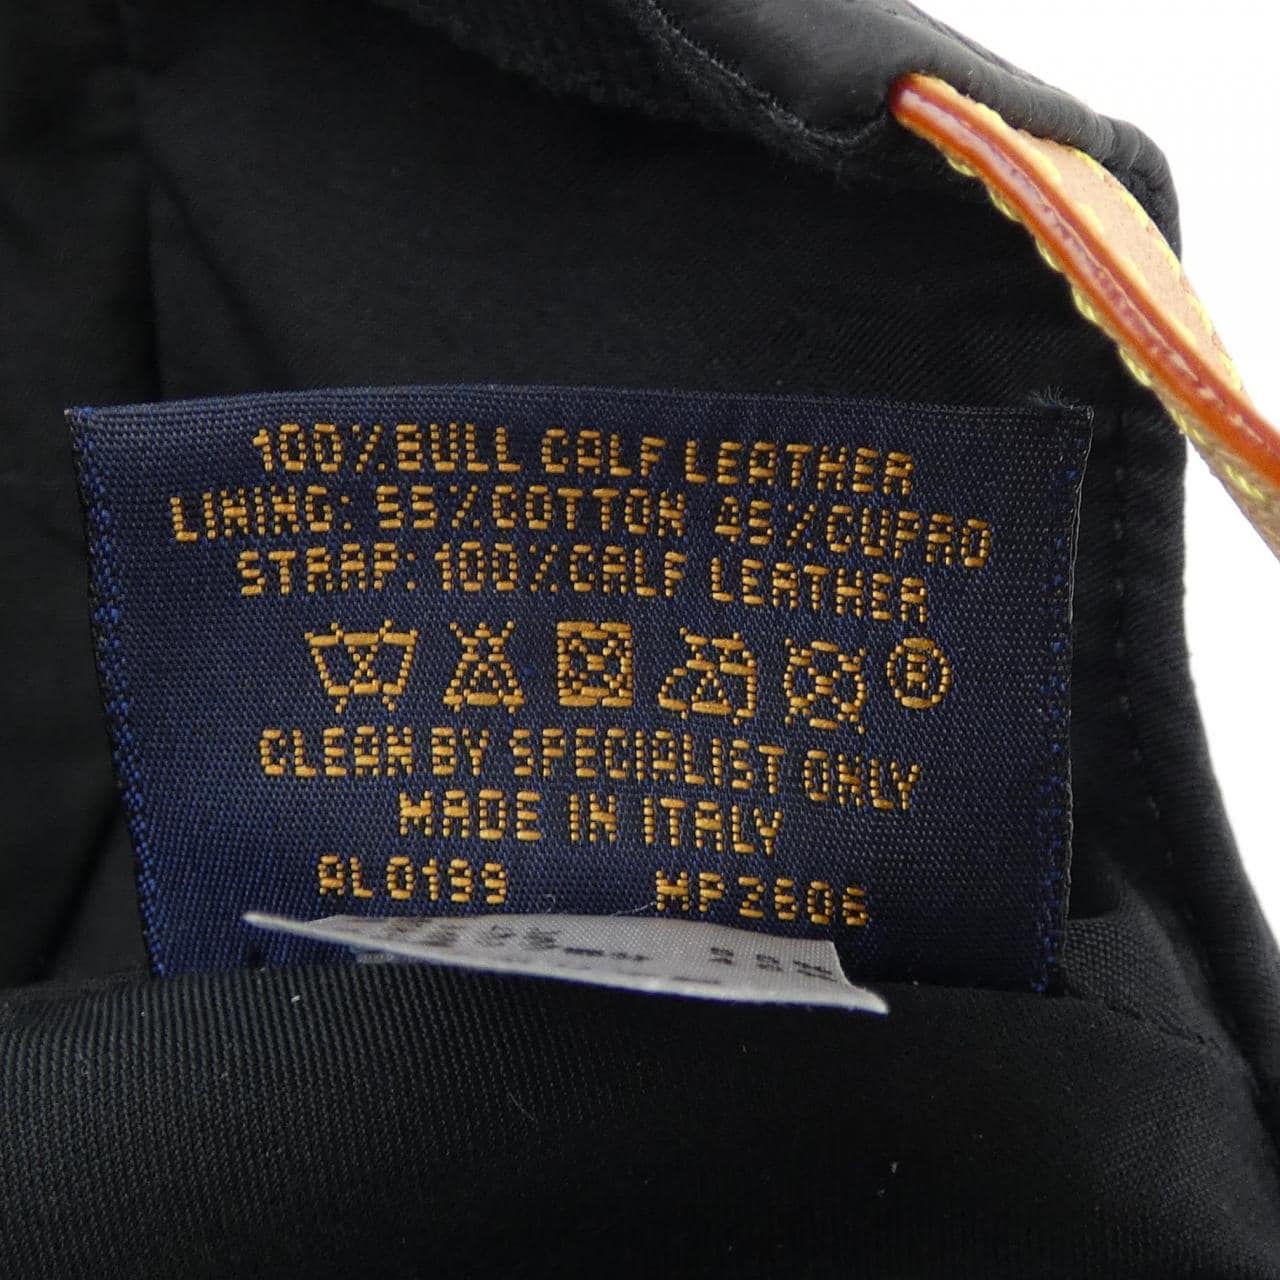 100%BULL CALF LEATHER
LINING: 55%COTTON 45%CUPRO
STRAP: 100%CALF LEATHER
®
CLEAN BY SPECIALIST ONLY
MADE IN ITALY
AL0199 MP2606